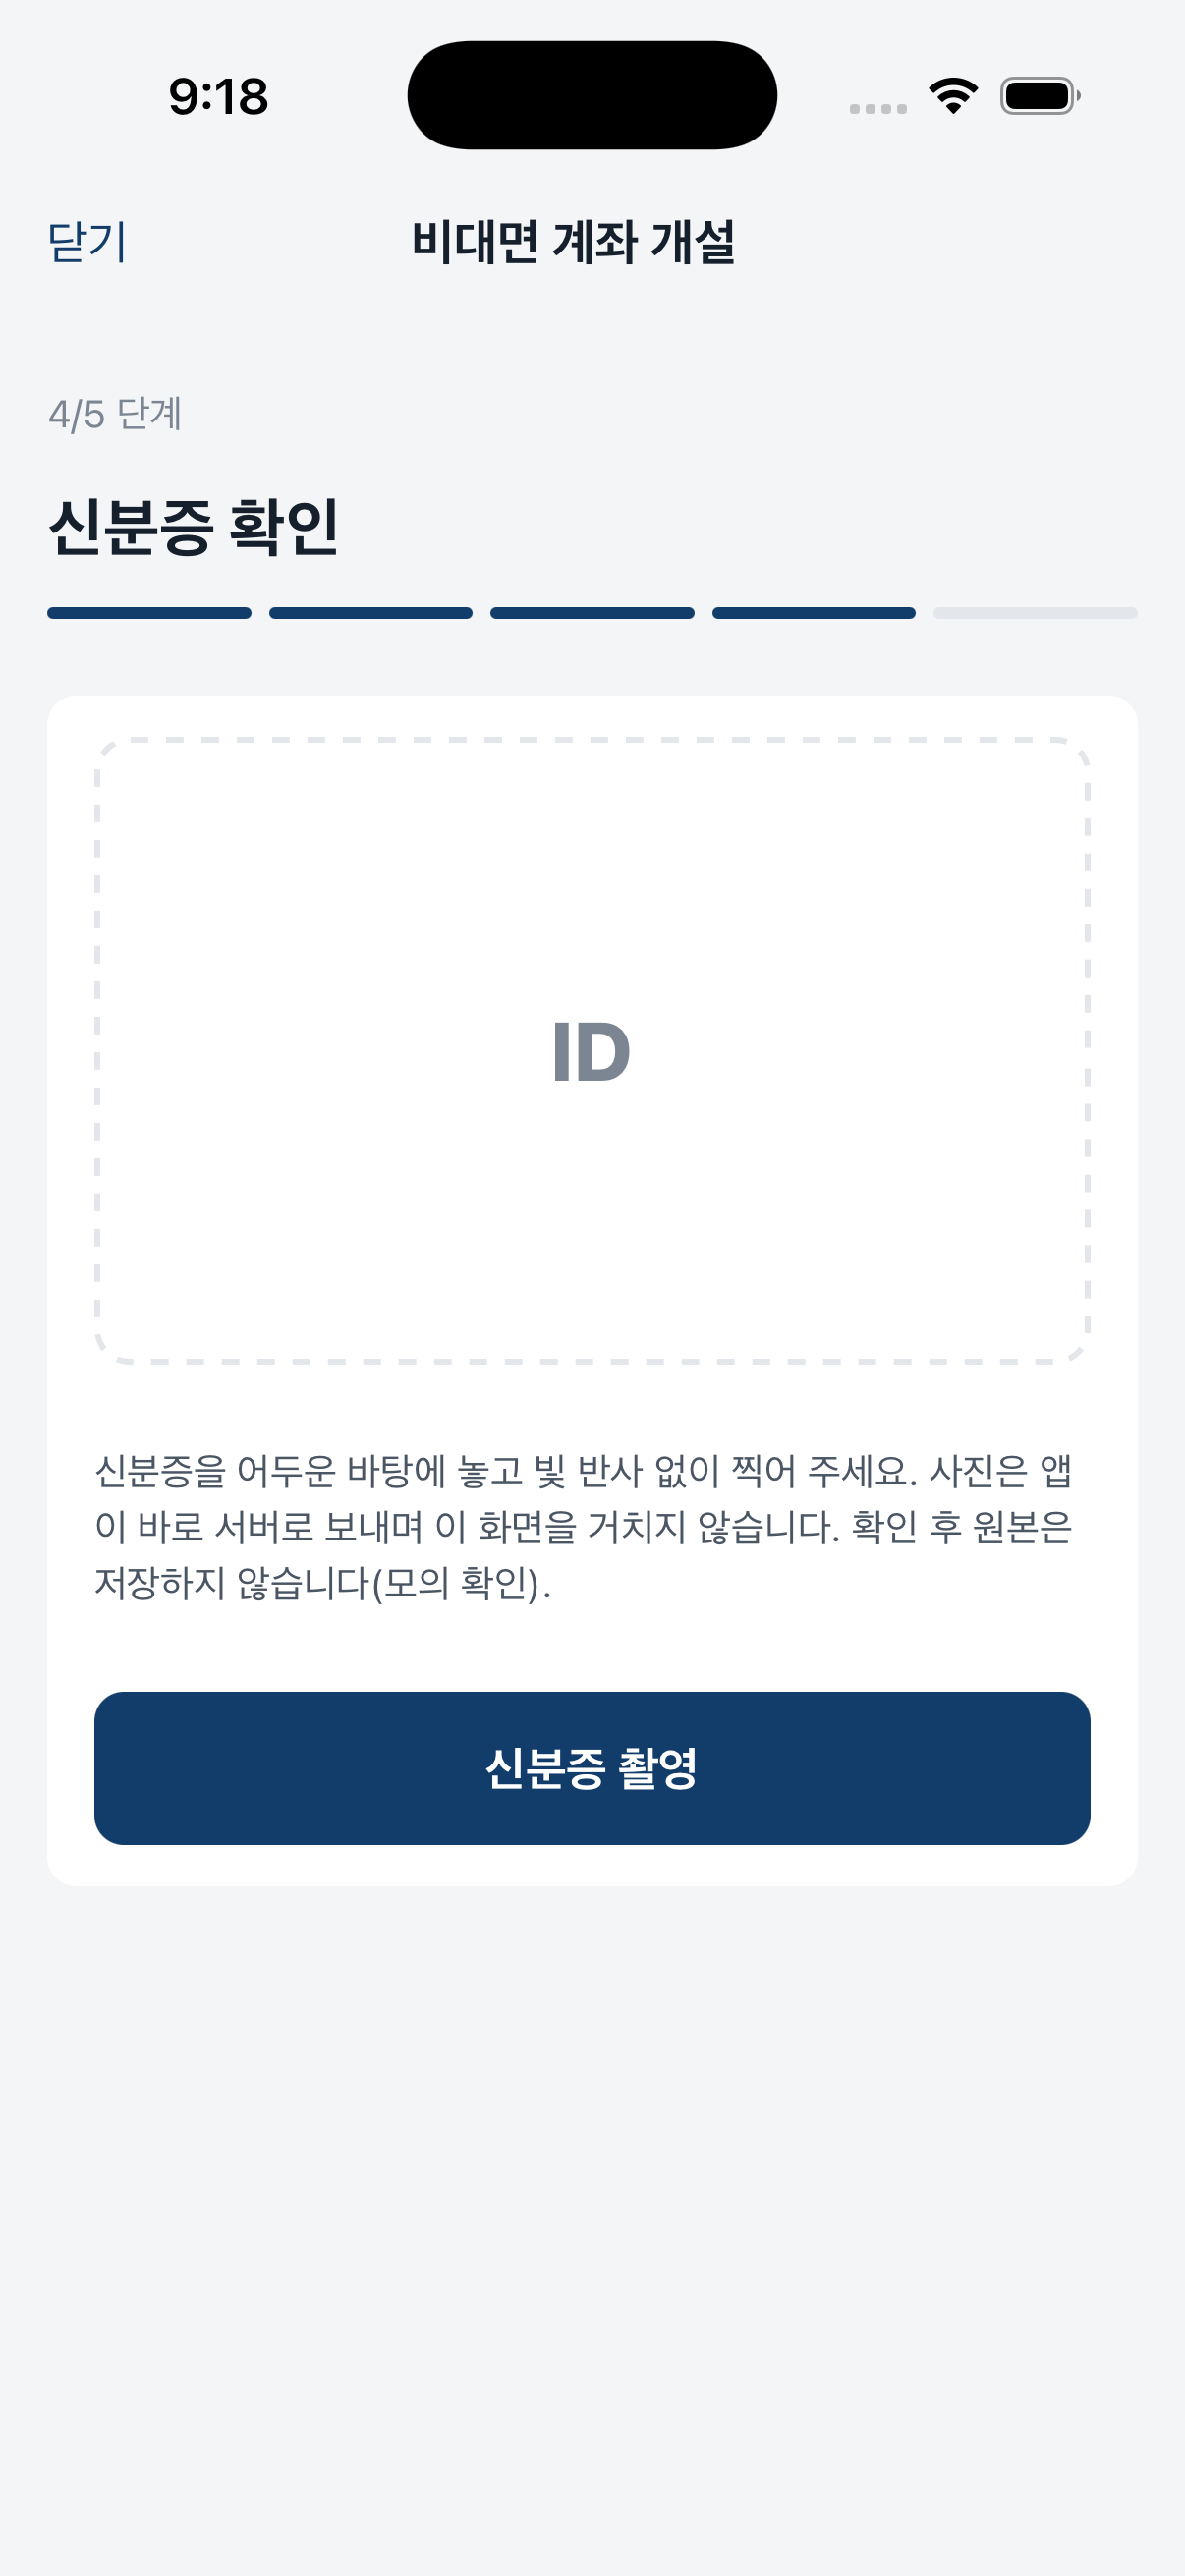 9:18
닫기
비대면 계좌 개설
4/5 단계
신분증 확인
ID
신분증을 어두운 바탕에 놓고 빛 반사 없이 찍어 주세요. 사진은 앱
이 바로 서버로 보내며 이 화면을 거치지 않습니다. 확인 후 원본은
저장하지 않습니다(모의 확인).
신분증 촬영